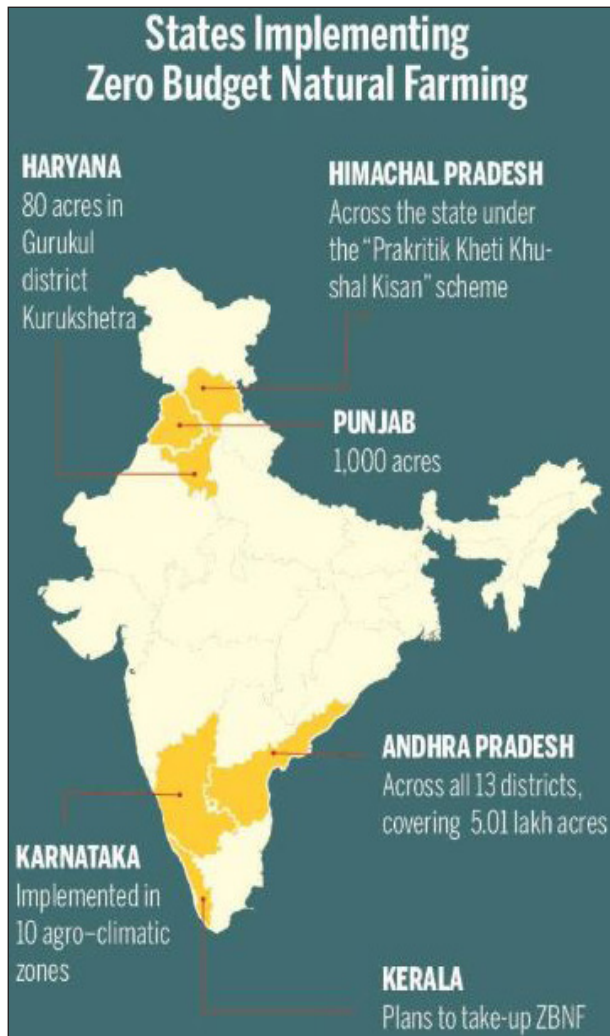 States Implementing
Zero Budget Natural Farming
HARYANA
80 acres in
Gurukul
district
Kurukshetra
HIMACHAL PRADESH
Across the state under
the “Prakritik Kheti Khu-
shal Kisan” scheme
PUNJAB
1,000 acres
ANDHRA PRADESH
Across all 13 districts,
covering 5.01 lakh acres
KARNATAKA
Implemented in
10 agro–climatic
zones
KERALA
Plans to take-up ZBNF